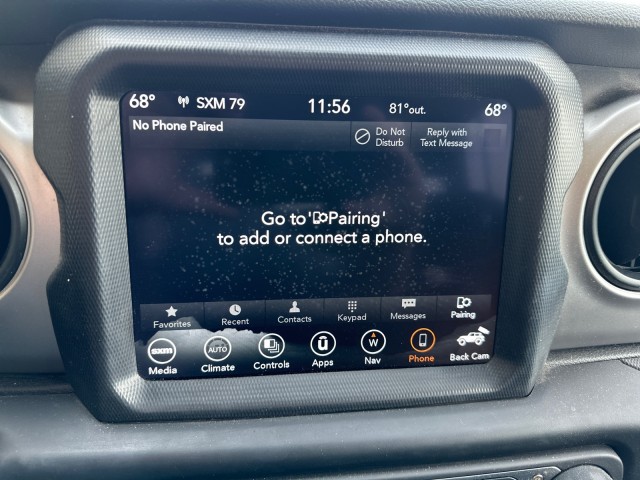 68° SXM 79 11:56 81°out. 68°
No Phone Paired Do Not Disturb Reply with Text Message
Go to 'Pairing'
to add or connect a phone.
Favorites Recent Contacts Keypad Messages Pairing
sxm AUTO U N
Media Climate Controls Apps Nav Phone Back Cam